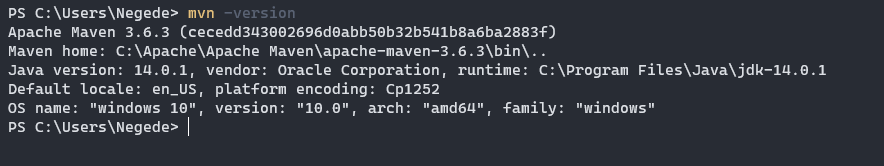 PS C:\Users\Negede> mvn -version
Apache Maven 3.6.3 (cecedd343002696d0abb50b32b541b8a6ba2883f)
Maven home: C:\Apache\Apache Maven\apache-maven-3.6.3\bin\..
Java version: 14.0.1, vendor: Oracle Corporation, runtime: C:\Program Files\Java\jdk-14.0.1
Default locale: en_US, platform encoding: Cp1252
OS name: "windows 10", version: "10.0", arch: "amd64", family: "windows"
PS C:\Users\Negede>